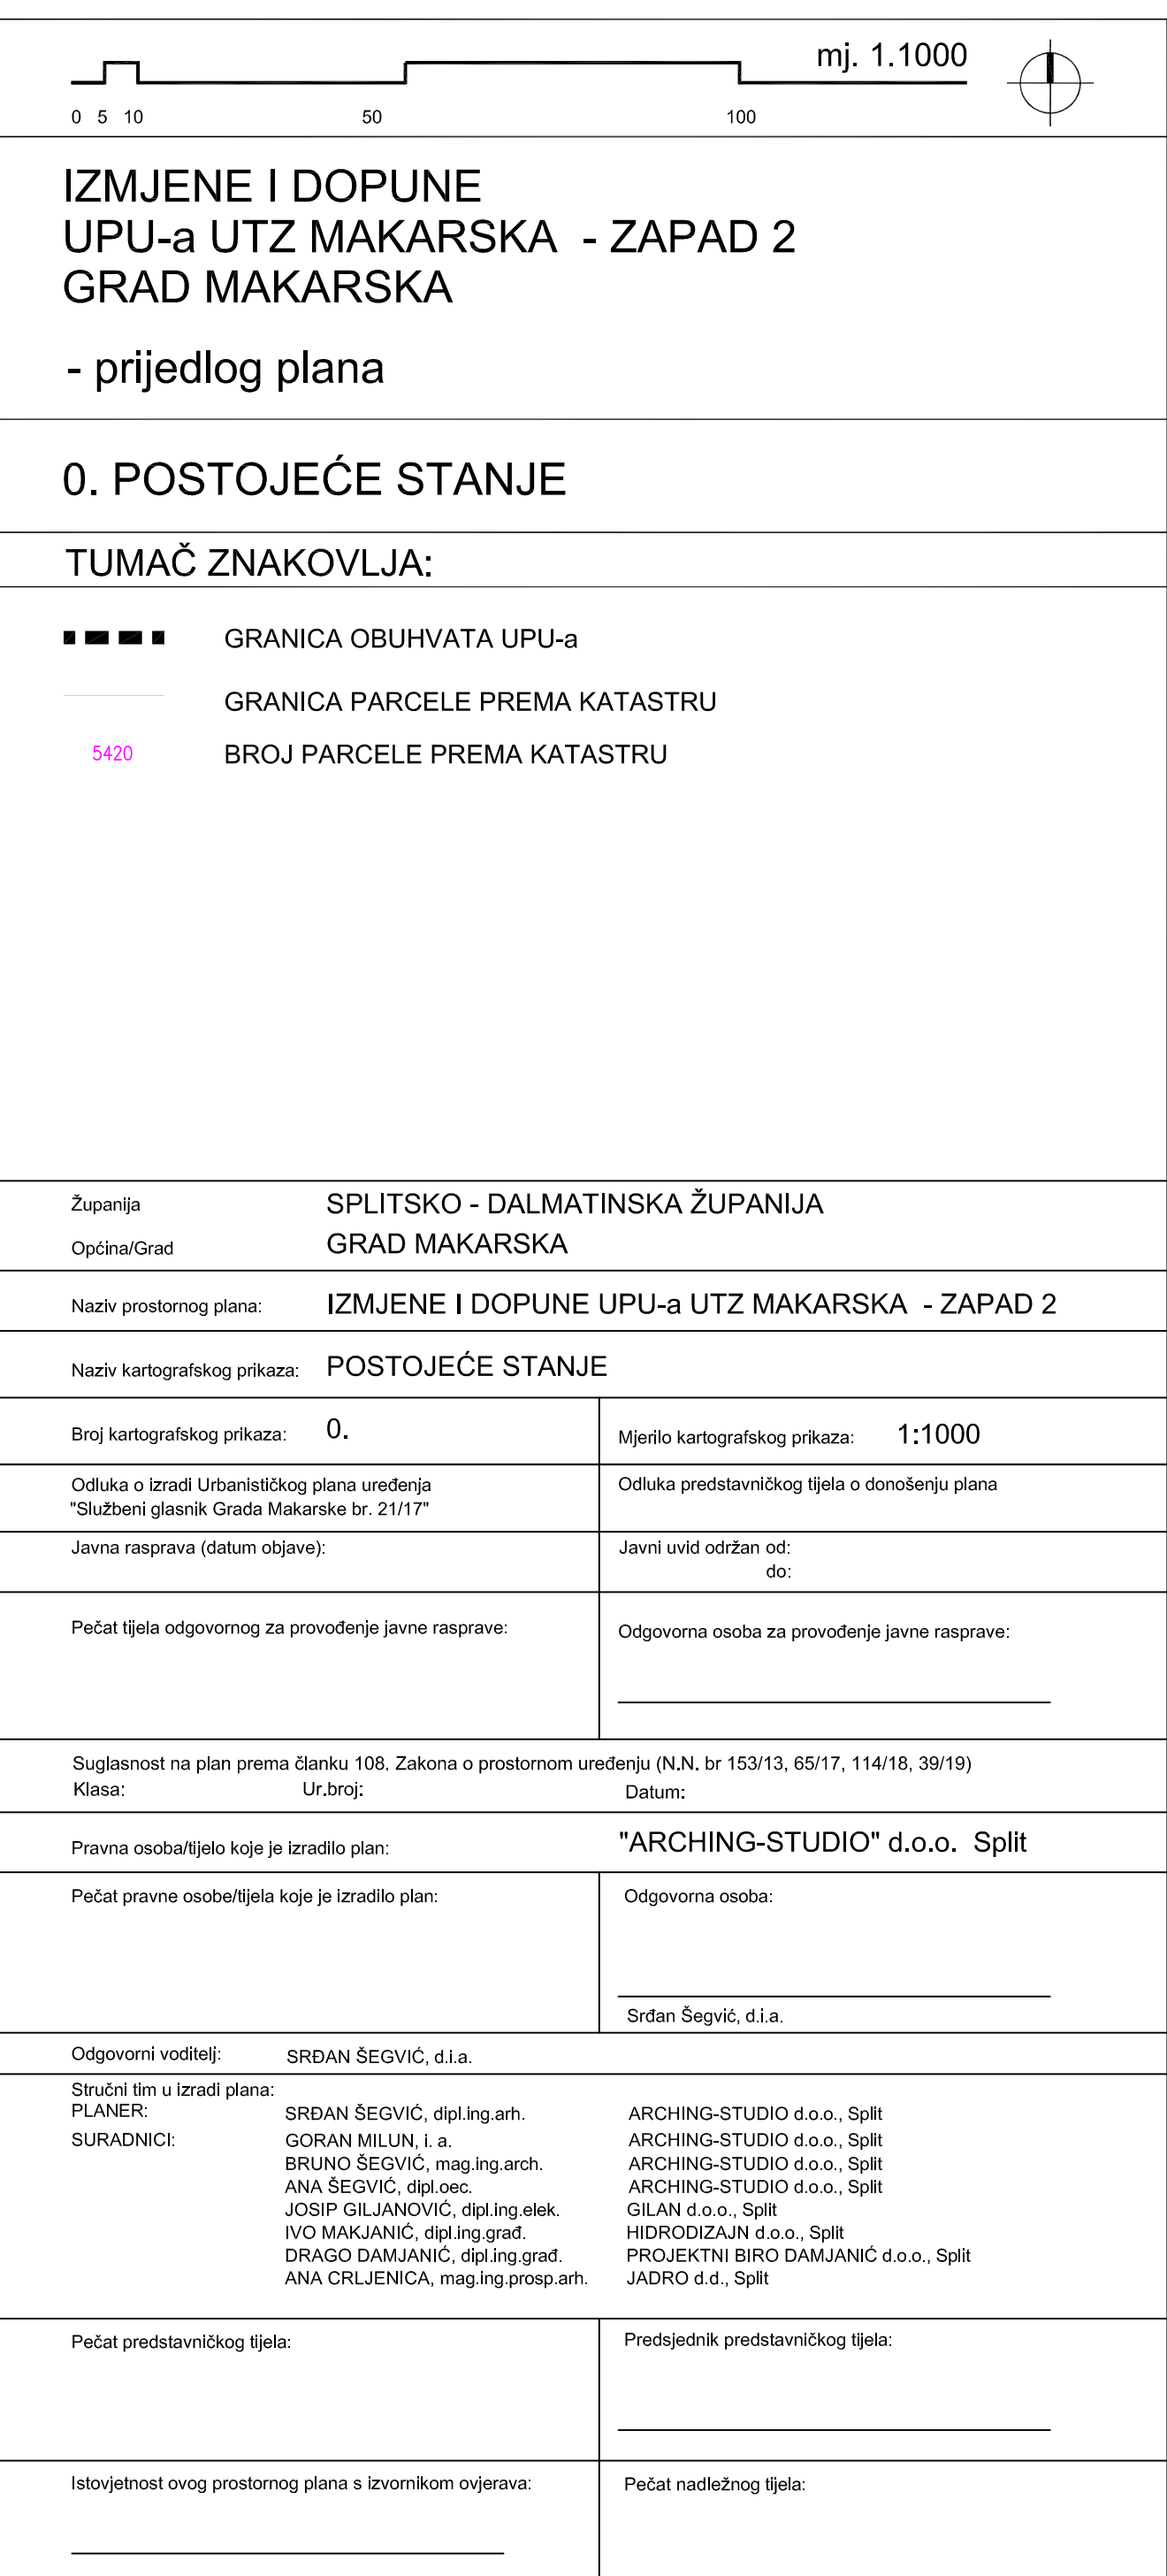 mj. 1.1000
0 5 10 50 100
IZMJENE I DOPUNE
UPU-a UTZ MAKARSKA - ZAPAD 2
GRAD MAKARSKA
- prijedlog plana
0. POSTOJEĆE STANJE
TUMAČ ZNAKOVLJA:
GRANICA OBUHVATA UPU-a
GRANICA PARCELE PREMA KATASTRU
5420 BROJ PARCELE PREMA KATASTRU
Županija SPLITSKO - DALMATINSKA ŽUPANIJA
Općina/Grad GRAD MAKARSKA
Naziv prostornog plana: IZMJENE I DOPUNE UPU-a UTZ MAKARSKA - ZAPAD 2
Naziv kartografskog prikaza: POSTOJEĆE STANJE
Broj kartografskog prikaza: 0.
Mjerilo kartografskog prikaza: 1:1000
Odluka o izradi Urbanističkog plana uređenja
"Službeni glasnik Grada Makarske br. 21/17"
Odluka predstavničkog tijela o donošenju plana
Javna rasprava (datum objave):
Javni uvid održan od:
do:
Pečat tijela odgovornog za provođenje javne rasprave:
Odgovorna osoba za provođenje javne rasprave:
Suglasnost na plan prema članku 108. Zakona o prostornom uređenju (N.N. br 153/13, 65/17, 114/18, 39/19)
Klasa: Ur.broj: Datum:
Pravna osoba/tijelo koje je izradilo plan: "ARCHING-STUDIO" d.o.o. Split
Pečat pravne osobe/tijela koje je izradilo plan:
Odgovorna osoba:
Srđan Šegvić, d.i.a.
Odgovorni voditelj: SRĐAN ŠEGVIĆ, d.i.a.
Stručni tim u izradi plana:
PLANER: SRĐAN ŠEGVIĆ, dipl.ing.arh. ARCHING-STUDIO d.o.o., Split
SURADNICI: GORAN MILUN, i. a. ARCHING-STUDIO d.o.o., Split
BRUNO ŠEGVIĆ, mag.ing.arch. ARCHING-STUDIO d.o.o., Split
ANA ŠEGVIĆ, dipl.oec. ARCHING-STUDIO d.o.o., Split
JOSIP GILJANOVIĆ, dipl.ing.elek. GILAN d.o.o., Split
IVO MAKJANIĆ, dipl.ing.građ. HIDRODIZAJN d.o.o., Split
DRAGO DAMJANIĆ, dipl.ing.građ. PROJEKTNI BIRO DAMJANIĆ d.o.o., Split
ANA CRLJENICA, mag.ing.prosp.arh. JADRO d.d., Split
Pečat predstavničkog tijela:
Predsjednik predstavničkog tijela:
Istovjetnost ovog prostornog plana s izvornikom ovjerava:
Pečat nadležnog tijela: